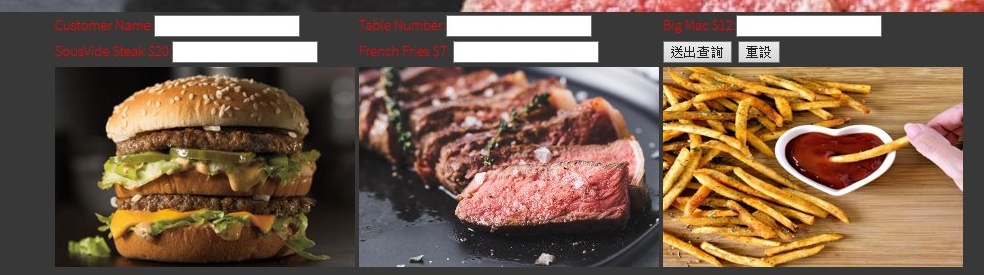 Customer Name: Table Number: Big Mac $12:
SousVide Steak $20: French Fries $7: 送出查詢 重設